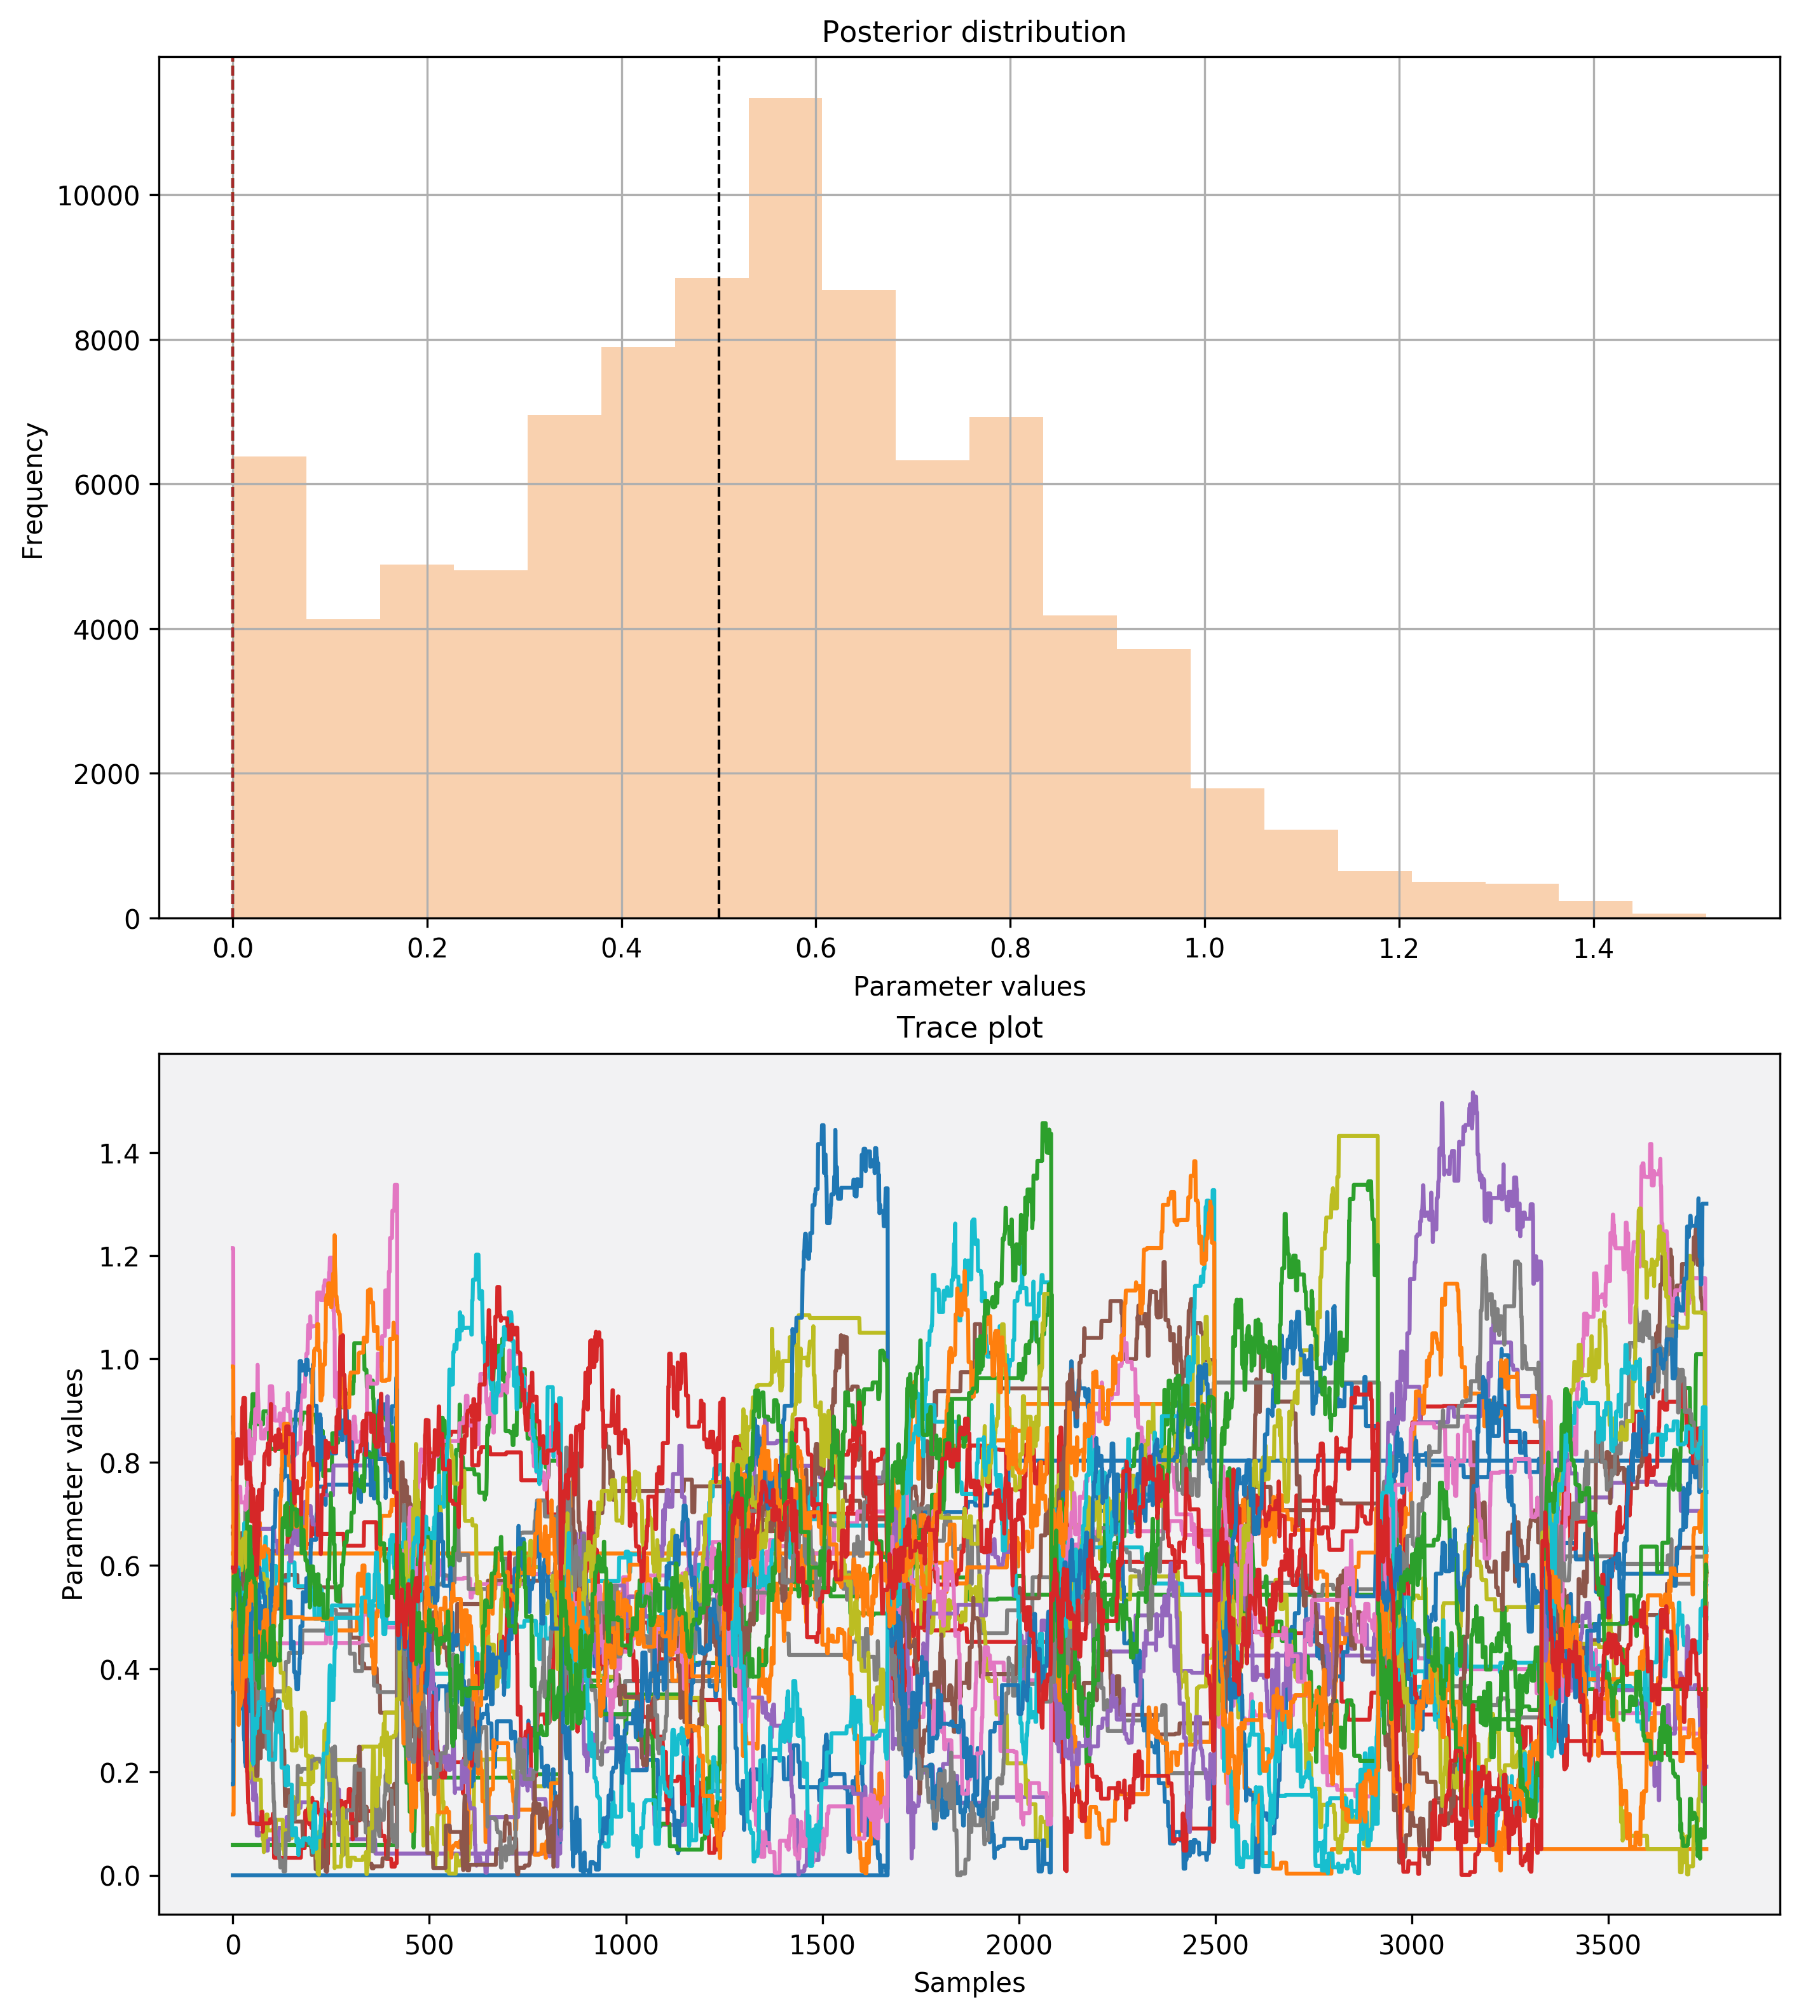 Posterior distribution
10000
8000
6000
4000
2000
0
Frequency
0.0 0.2 0.4 0.6 0.8 1.0 1.2 1.4
Parameter values
Trace plot
1.4
1.2
1.0
0.8
0.6
0.4
0.2
0.0
Parameter values
0 500 1000 1500 2000 2500 3000 3500
Samples